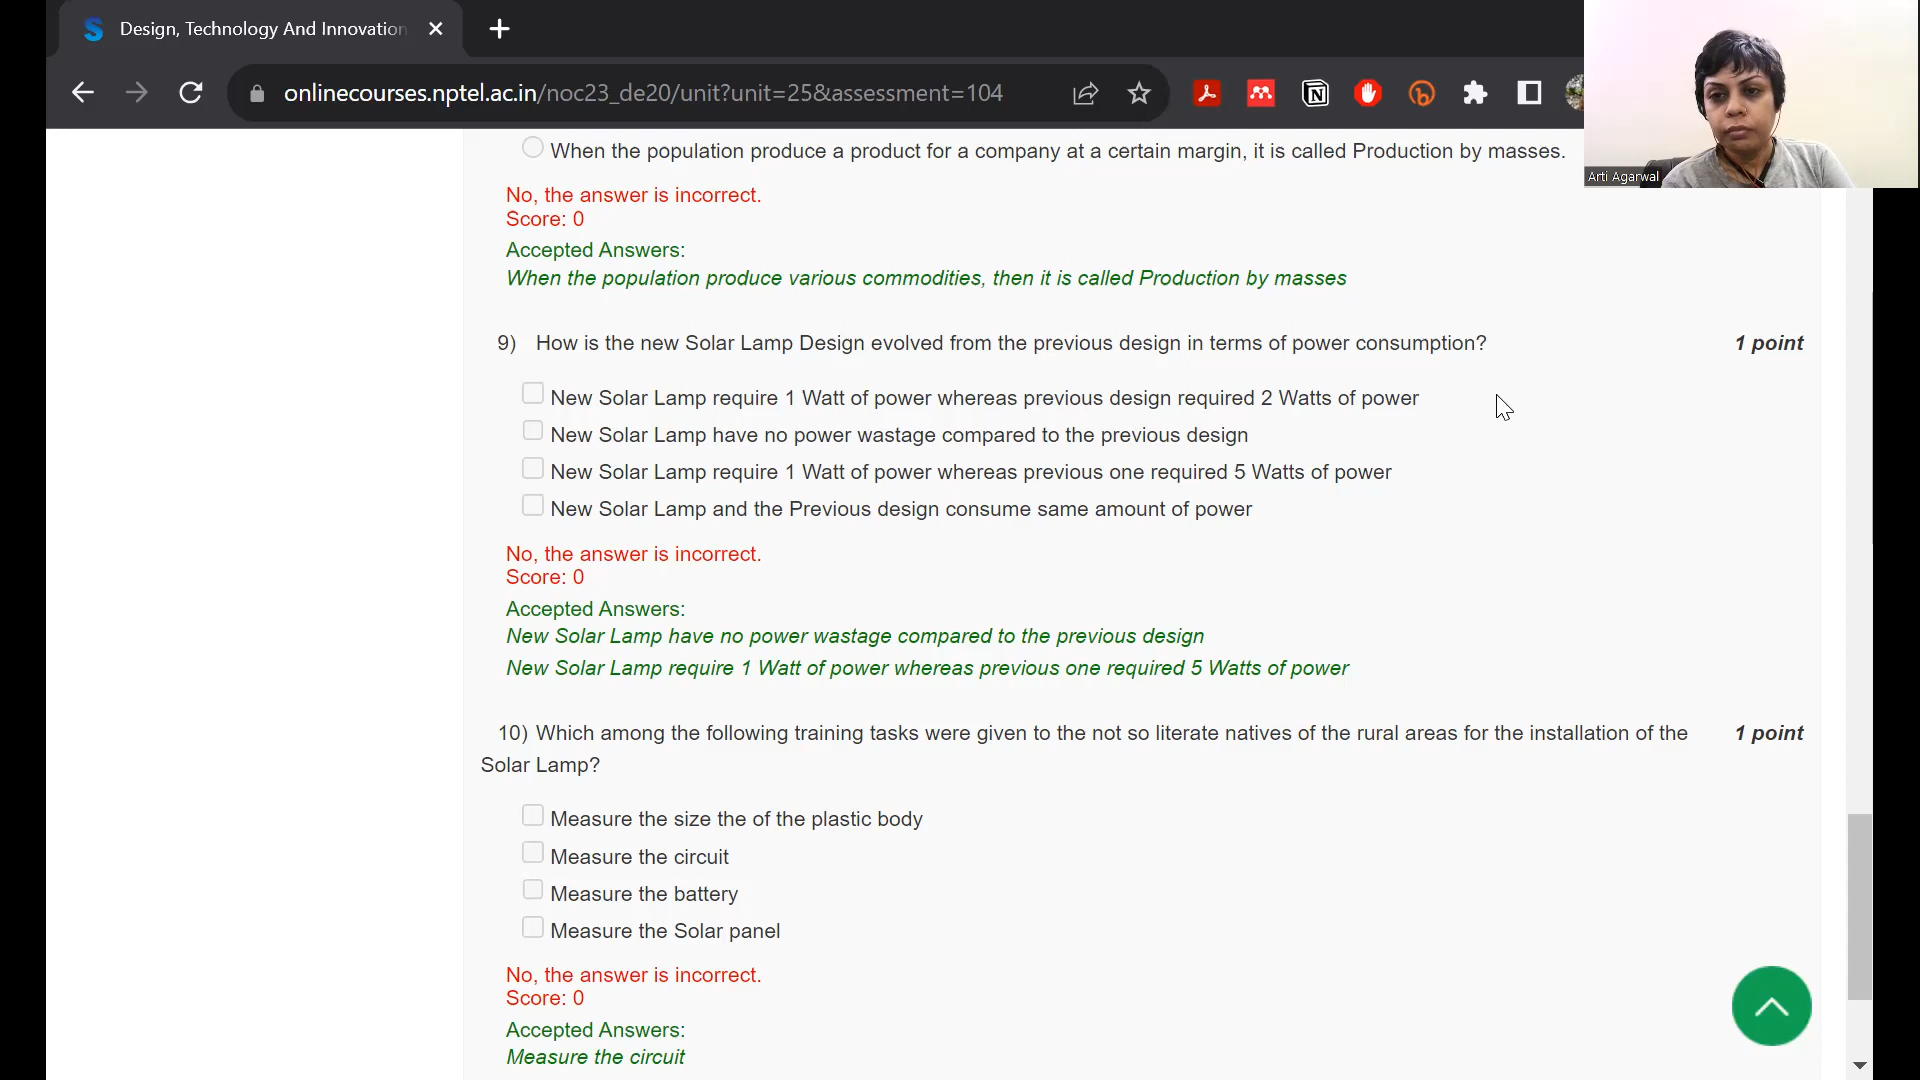 Design, Technology And Innovation
onlinecourses.nptel.ac.in/noc23_de20/unit?unit=25&assessment=104
Arti Agarwal
When the population produce a product for a company at a certain margin, it is called Production by masses.
No, the answer is incorrect.
Score: 0
Accepted Answers:
When the population produce various commodities, then it is called Production by masses
9) How is the new Solar Lamp Design evolved from the previous design in terms of power consumption? 1 point
New Solar Lamp require 1 Watt of power whereas previous design required 2 Watts of power
New Solar Lamp have no power wastage compared to the previous design
New Solar Lamp require 1 Watt of power whereas previous one required 5 Watts of power
New Solar Lamp and the Previous design consume same amount of power
No, the answer is incorrect.
Score: 0
Accepted Answers:
New Solar Lamp have no power wastage compared to the previous design
New Solar Lamp require 1 Watt of power whereas previous one required 5 Watts of power
10) Which among the following training tasks were given to the not so literate natives of the rural areas for the installation of the 1 point
Solar Lamp?
Measure the size the of the plastic body
Measure the circuit
Measure the battery
Measure the Solar panel
No, the answer is incorrect.
Score: 0
Accepted Answers:
Measure the circuit